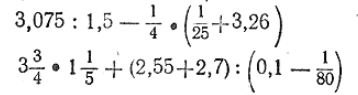 3,075 : 1,5 − 1/4 • (1/25 + 3,26)
3 3/4 • 1 1/5 + (2,55+2,7) : (0,1 − 1/80)